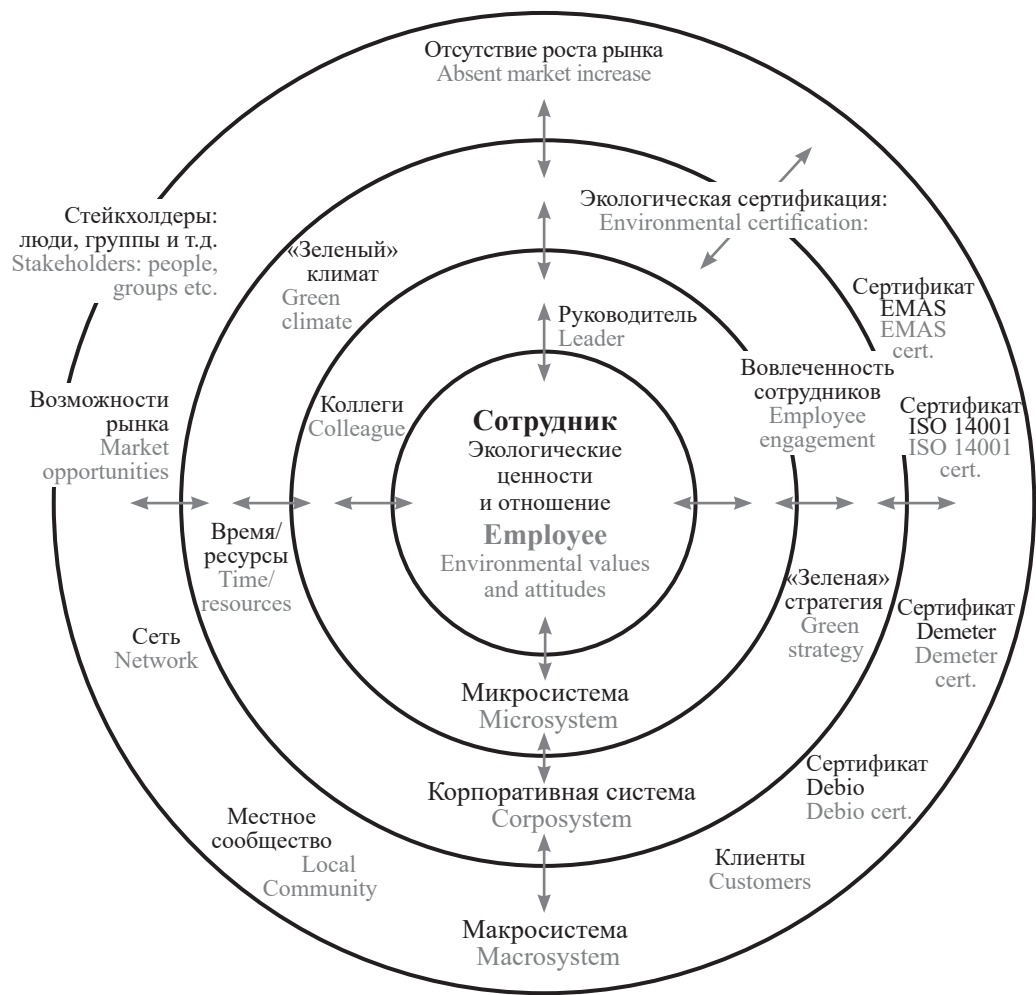 Отсутствие роста рынка
Absent market increase
Экологическая сертификация:
Environmental certification:
Стейкхолдеры:
люди, группы и т.д.
Stakeholders: people,
groups etc.
«Зеленый»
климат
Green
climate
Сертификат
EMAS
EMAS
cert.
Руководитель
Leader
Вовлеченность
сотрудников
Employee
engagement
Возможности
рынка
Market
opportunities
Коллеги
Colleague
Сертификат
ISO 14001
ISO 14001
cert.
Сотрудник
Экологические
ценности
и отношение
Employee
Environmental values
and attitudes
Время/
ресурсы
Time/
resources
«Зеленая»
стратегия
Green
strategy
Сертификат
Demeter
Demeter
cert.
Сеть
Network
Микросистема
Microsystem
Корпоративная система
Corposystem
Сертификат
Debio
Debio cert.
Местное
сообщество
Local
Community
Клиенты
Customers
Макросистема
Macrosystem